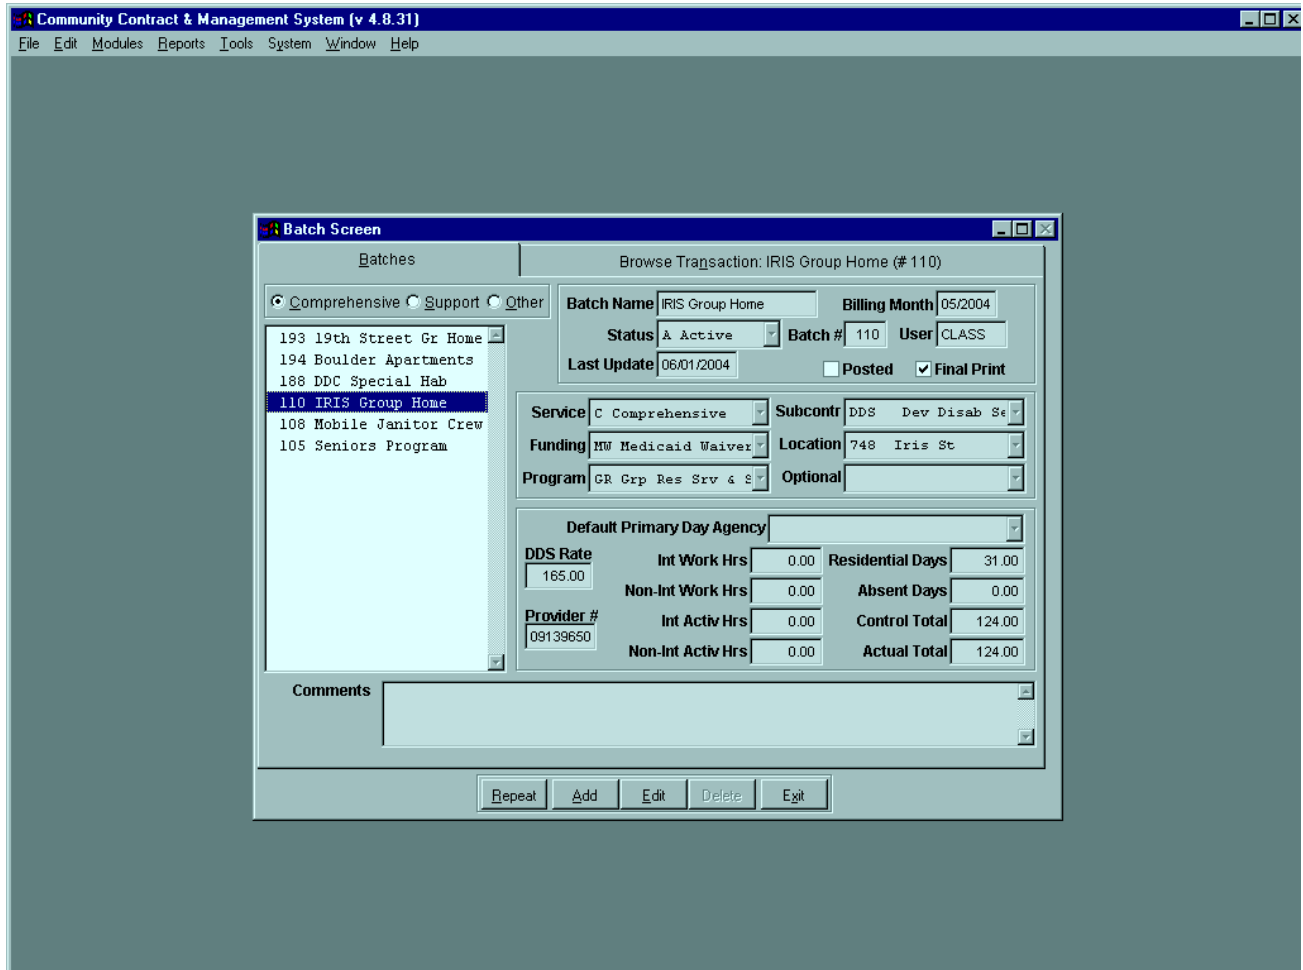 Community Contract & Management System (v 4.8.31)
File Edit Modules Reports Tools System Window Help
Batch Screen
Batches
Browse Transaction: IRIS Group Home (# 110)
Comprehensive Support Other
193 19th Street Gr Home
194 Boulder Apartments
188 DDC Special Hab
110 IRIS Group Home
108 Mobile Janitor Crew
105 Seniors Program
Batch Name IRIS Group Home Billing Month 05/2004
Status A Active Batch # 110 User CLASS
Last Update 06/01/2004 Posted Final Print
Service C Comprehensive Subcontr DDS Dev Disab Se
Funding MW Medicaid Waiver Location 748 Iris St
Program GR Grp Res Srv & S Optional
Default Primary Day Agency
DDS Rate Int Work Hrs 0.00 Residential Days 31.00
165.00 Non-Int Work Hrs 0.00 Absent Days 0.00
Provider # Int Activ Hrs 0.00 Control Total 124.00
09139650 Non-Int Activ Hrs 0.00 Actual Total 124.00
Comments
Repeat Add Edit Delete Exit